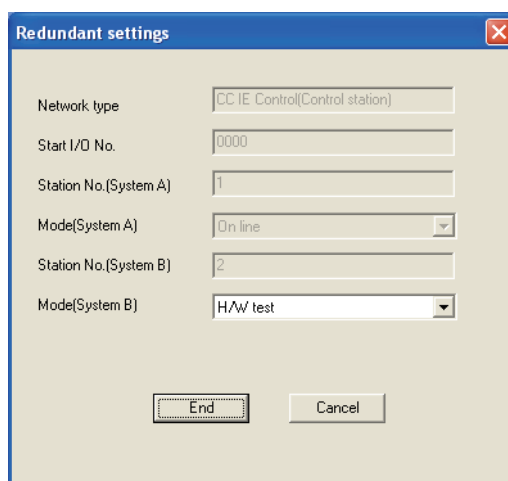 Redundant settings
Network type CC IE Control(Control station)
Start I/O No. 0000
Station No.(System A) 1
Mode(System A) On line
Station No.(System B) 2
Mode(System B) H/W test
End Cancel